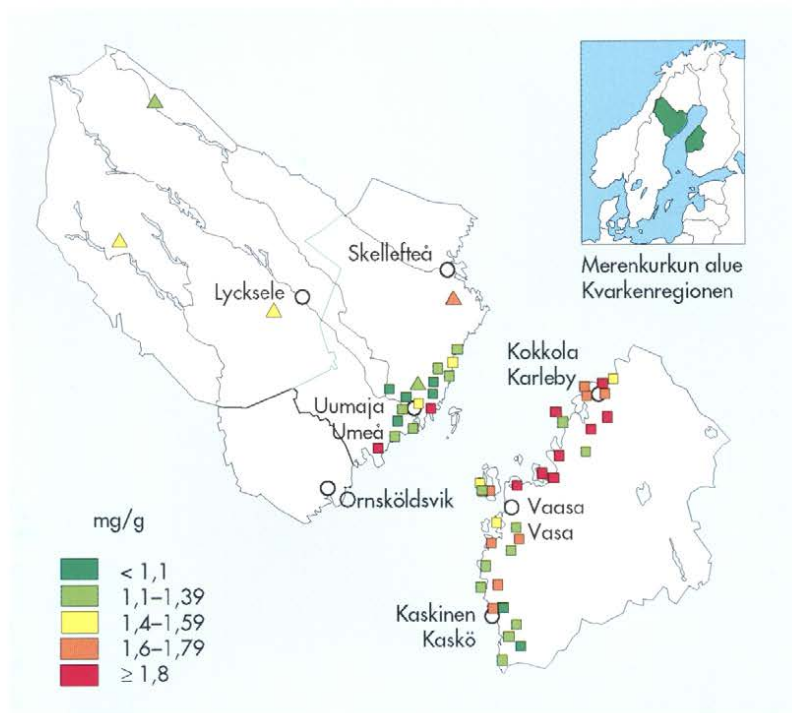 Skellefteå
Lycksele
Merenkurkun alue
Kvarkenregionen
Kokkola
Karleby
Uumaja
Umeå
Örnsköldsvik
Vaasa
Vasa
mg/g
< 1,1
1,1–1,39
1,4–1,59
1,6–1,79
≥ 1,8
Kaskinen
Kaskö